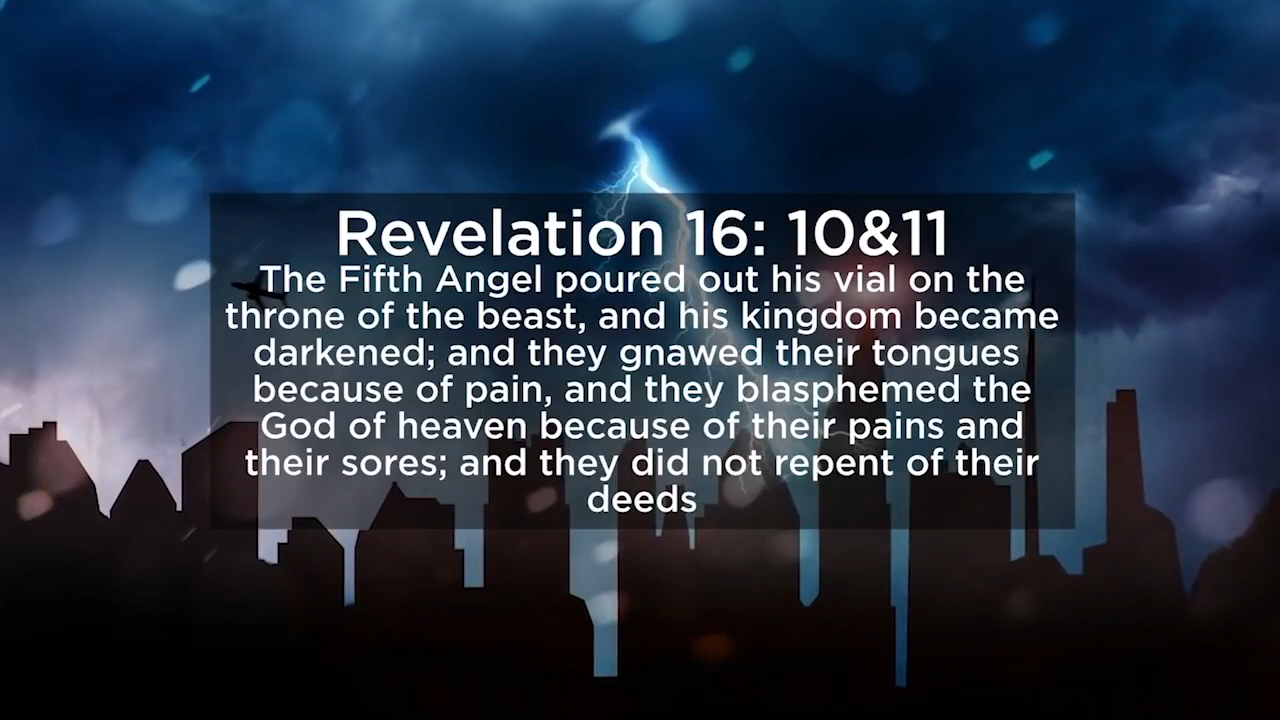 Revelation 16: 10&11
The Fifth Angel poured out his vial on the
throne of the beast, and his kingdom became
darkened; and they gnawed their tongues
because of pain, and they blasphemed the
God of heaven because of their pains and
their sores; and they did not repent of their
deeds